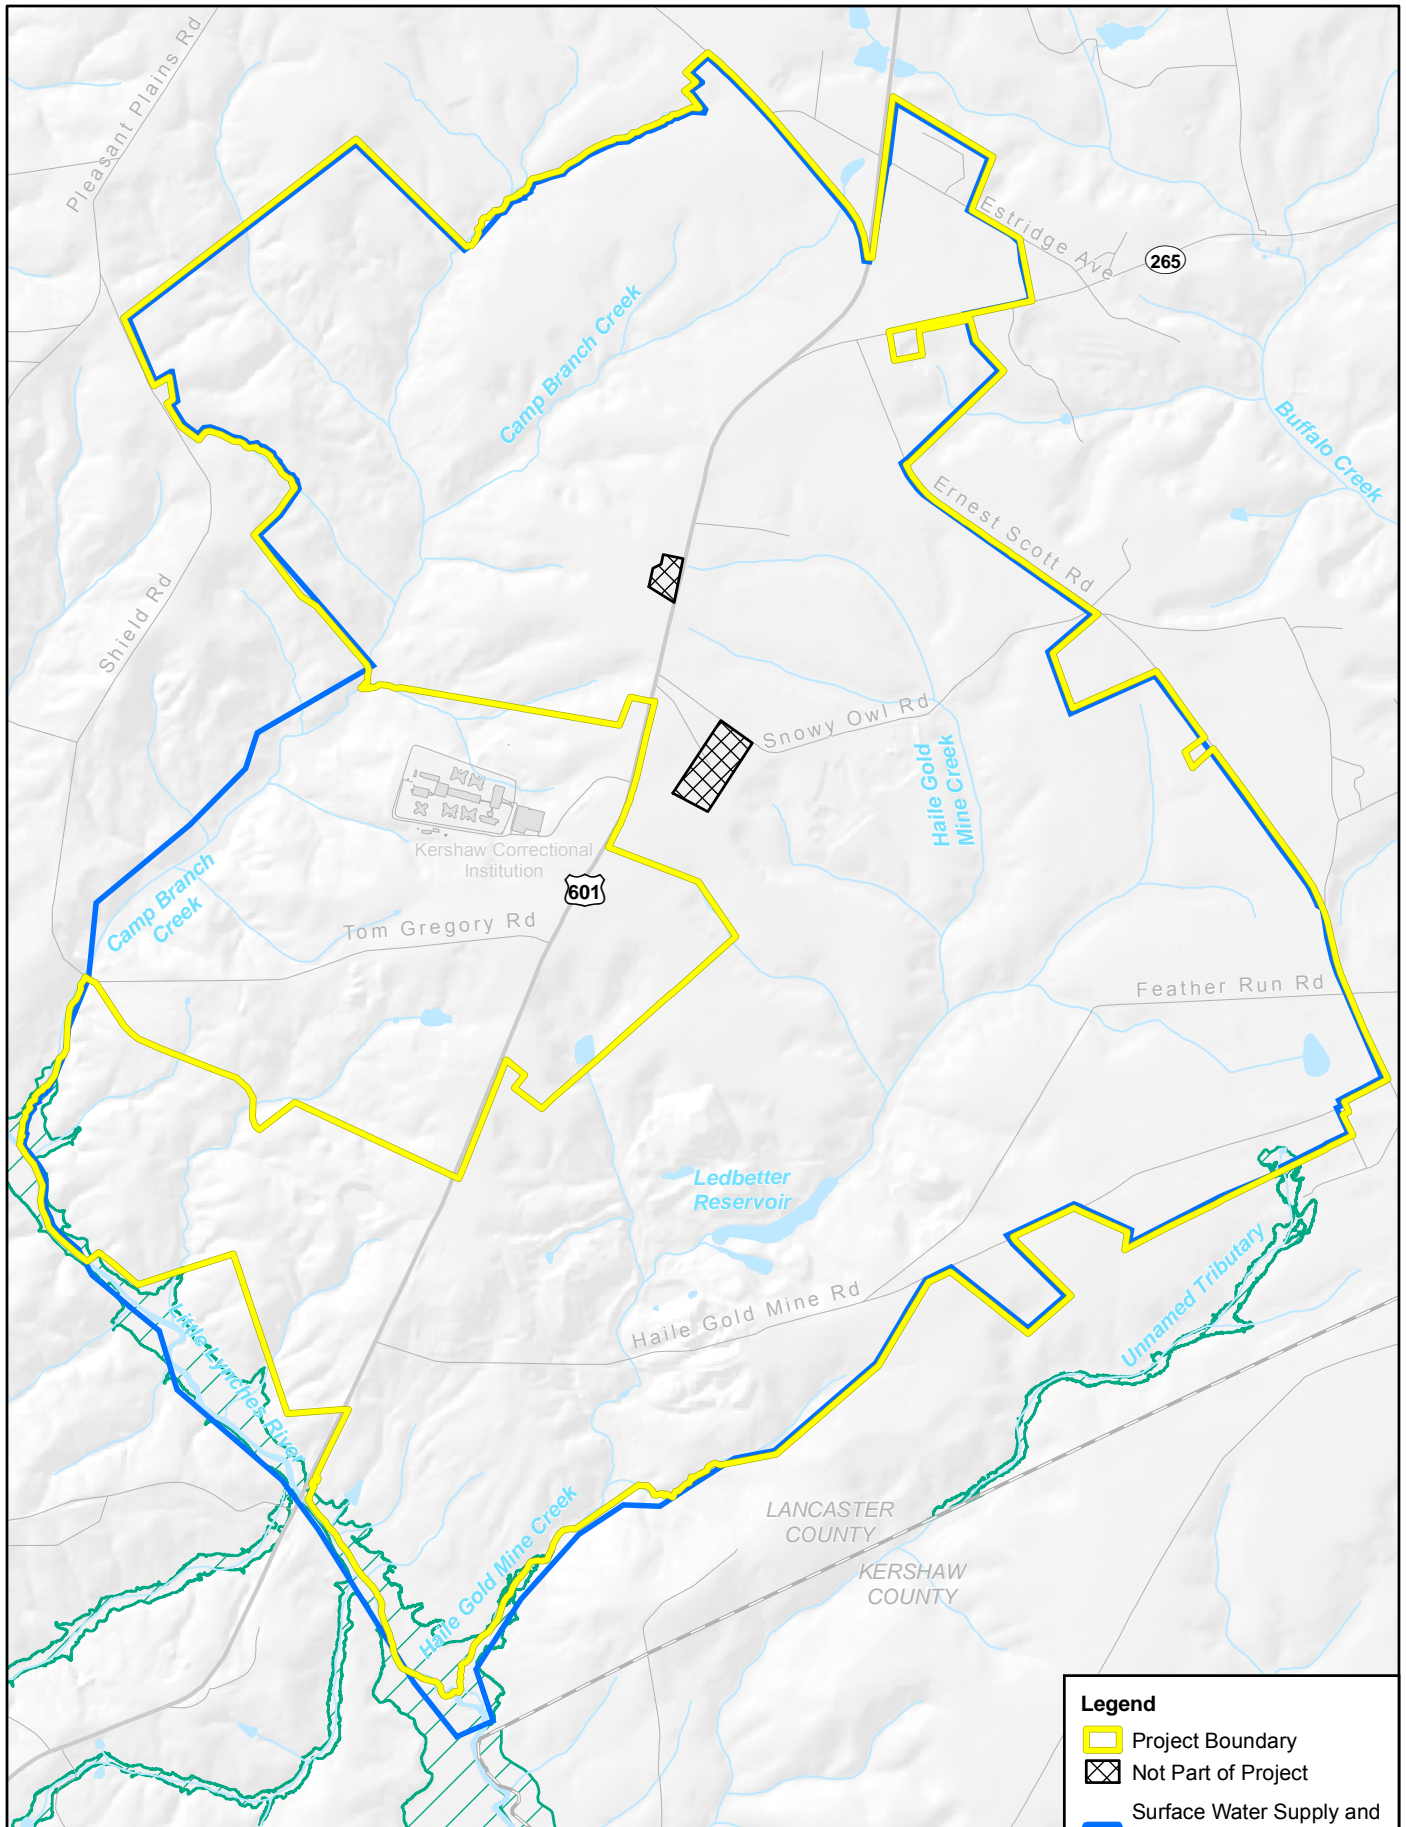 Pleasant Plains Rd
Estridge Ave
265
Camp Branch Creek
Buffalo Creek
Ernest Scott Rd
Shield Rd
Snowy Owl Rd
Haile Gold
Mine Creek
Kershaw Correctional
Institution
601
Camp Branch
Creek
Tom Gregory Rd
Feather Run Rd
Ledbetter
Reservoir
Unnamed Tributary
Haile Gold Mine Rd
Little Lynches River
LANCASTER
COUNTY
KERSHAW
COUNTY
Haile Gold Mine Creek
Legend
Project Boundary
Not Part of Project
Surface Water Supply and